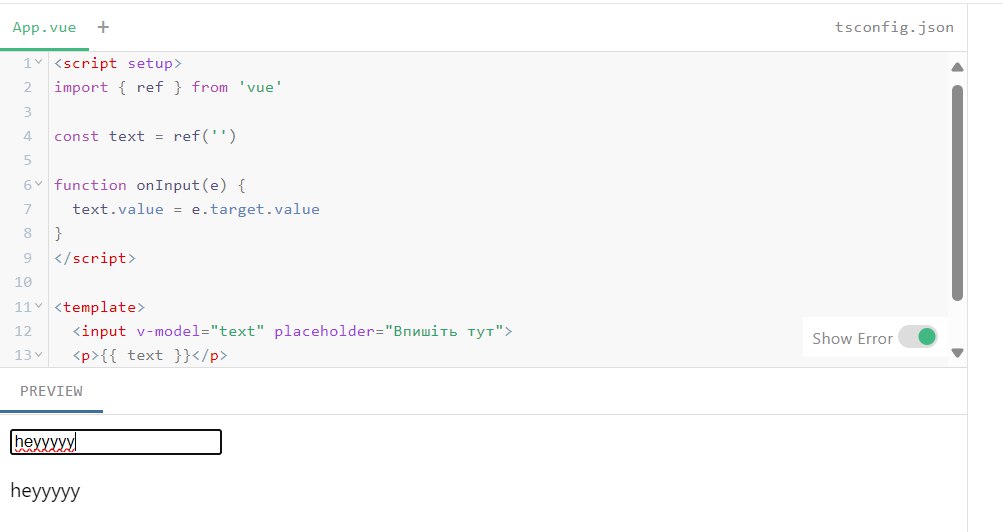 App.vue +
tsconfig.json
1 <script setup>
2 import { ref } from 'vue'
3
4 const text = ref('')
5
6 function onInput(e) {
7   text.value = e.target.value
8 }
9 </script>
10
11 <template>
12   <input v-model="text" placeholder="Впишіть тут">
13   <p>{{ text }}</p>
Show Error
PREVIEW
heyyyyy
heyyyyy